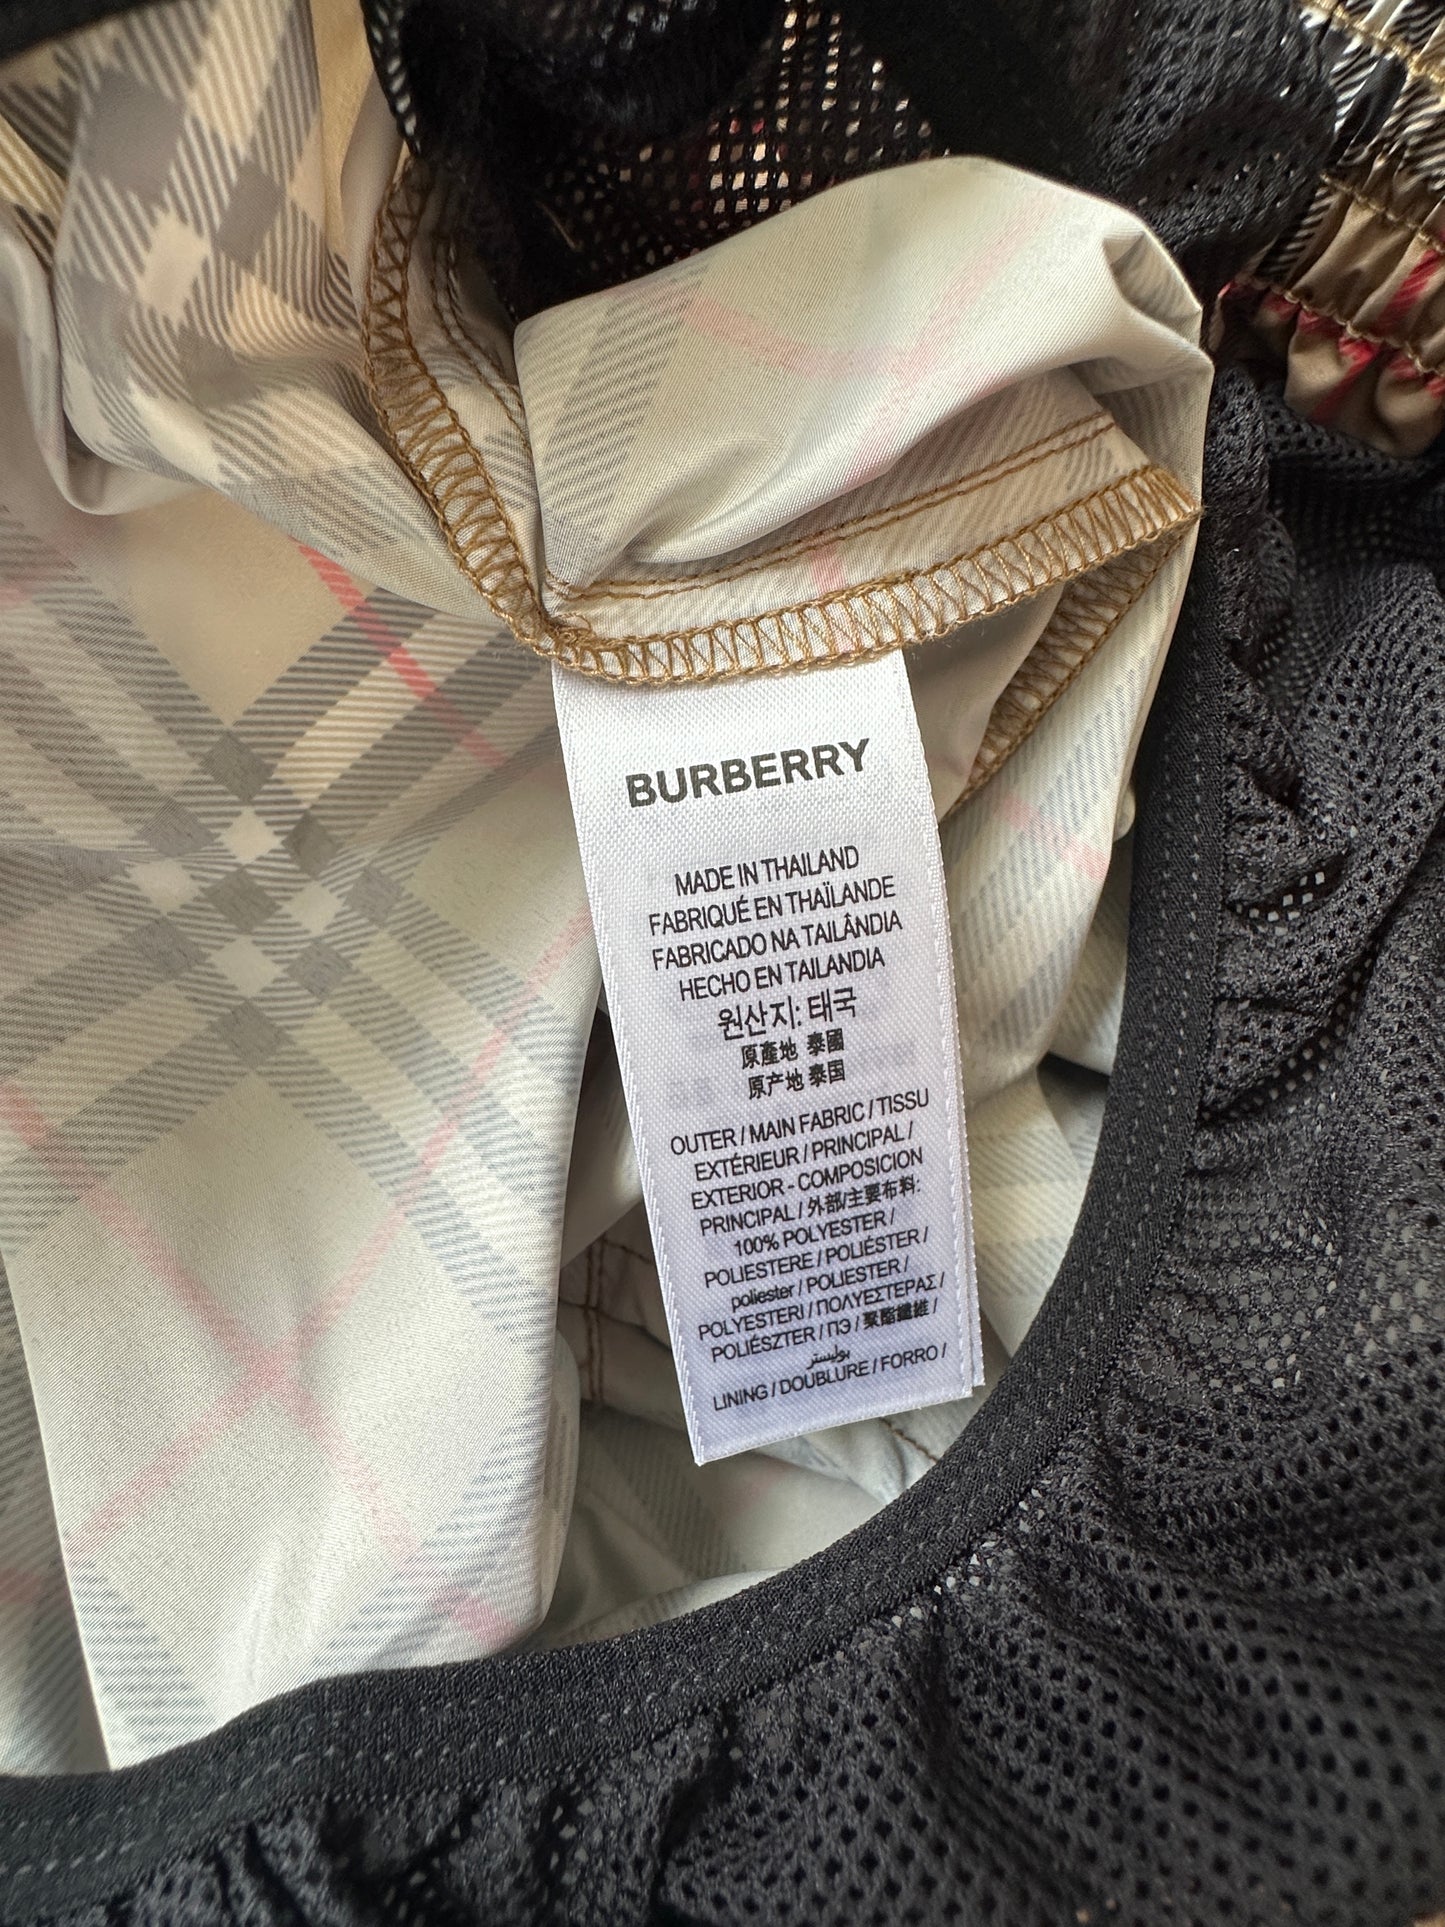 BURBERRY
MADE IN THAILAND
FABRIQUÉ EN THAÏLANDE
FABRICADO NA TAILÂNDIA
HECHO EN TAILANDIA
원산지: 태국
原產地 泰國
原产地 泰国
OUTER / MAIN FABRIC / TISSU
EXTÉRIEUR / PRINCIPAL /
EXTERIOR - COMPOSICION
PRINCIPAL / 外部/主要布料:
100% POLYESTER /
POLIESTERE / POLIÉSTER /
poliester / POLIESTER /
POLYESTERI / ΠΟΛΥΕΣΤΕΡΑΣ /
POLIÉSZTER / ПЭ / 聚酯纖維 /
بوليستر
LINING / DOUBLURE / FORRO /